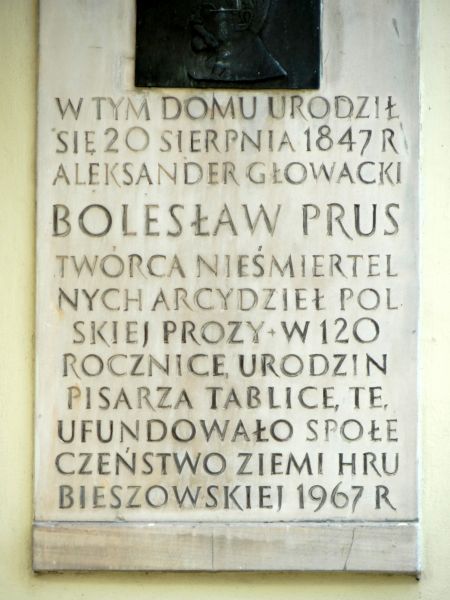 W TYM DOMU URODZIŁ
SIĘ 20 SIERPNIA 1847 R
ALEKSANDER GŁOWACKI
BOLESŁAW PRUS
TWÓRCA NIEŚMIERTEL
NYCH ARCYDZIEŁ POL
SKIEJ PROZY + W 120
ROCZNICĘ URODZIN
PISARZA TABLICĘ TĘ
UFUNDOWAŁO SPOŁE
CZEŃSTWO ZIEMI HRU
BIESZOWSKIEJ 1967 R